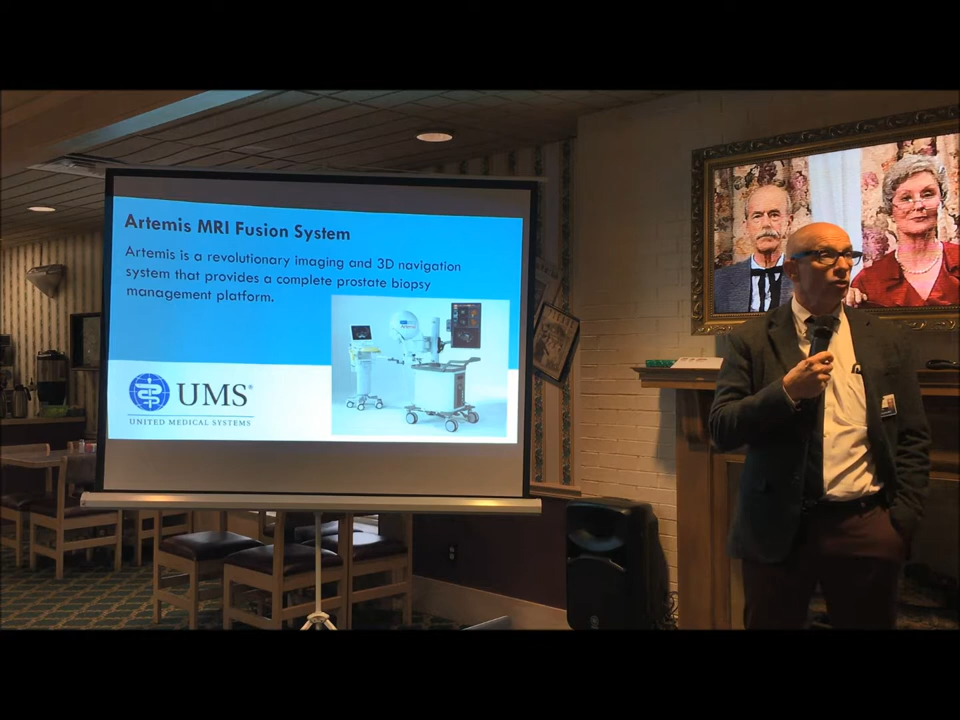 Artemis MRI Fusion System
Artemis is a revolutionary imaging and 3D navigation
system that provides a complete prostate biopsy
management platform.
UMS®
UNITED MEDICAL SYSTEMS